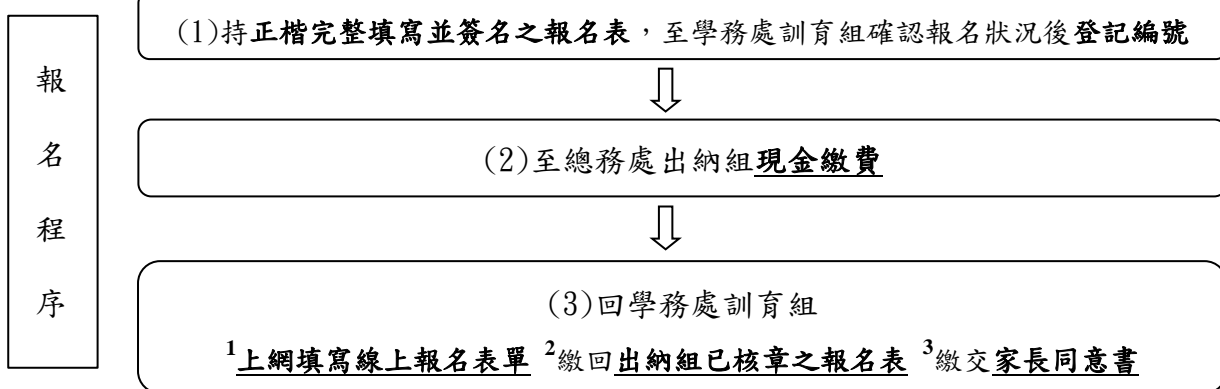 報名程序
(1)持正楷完整填寫並簽名之報名表，至學務處訓育組確認報名狀況後登記編號
(2)至總務處出納組現金繳費
(3)回學務處訓育組
1上網填寫線上報名表單 2繳回出納組已核章之報名表 3繳交家長同意書